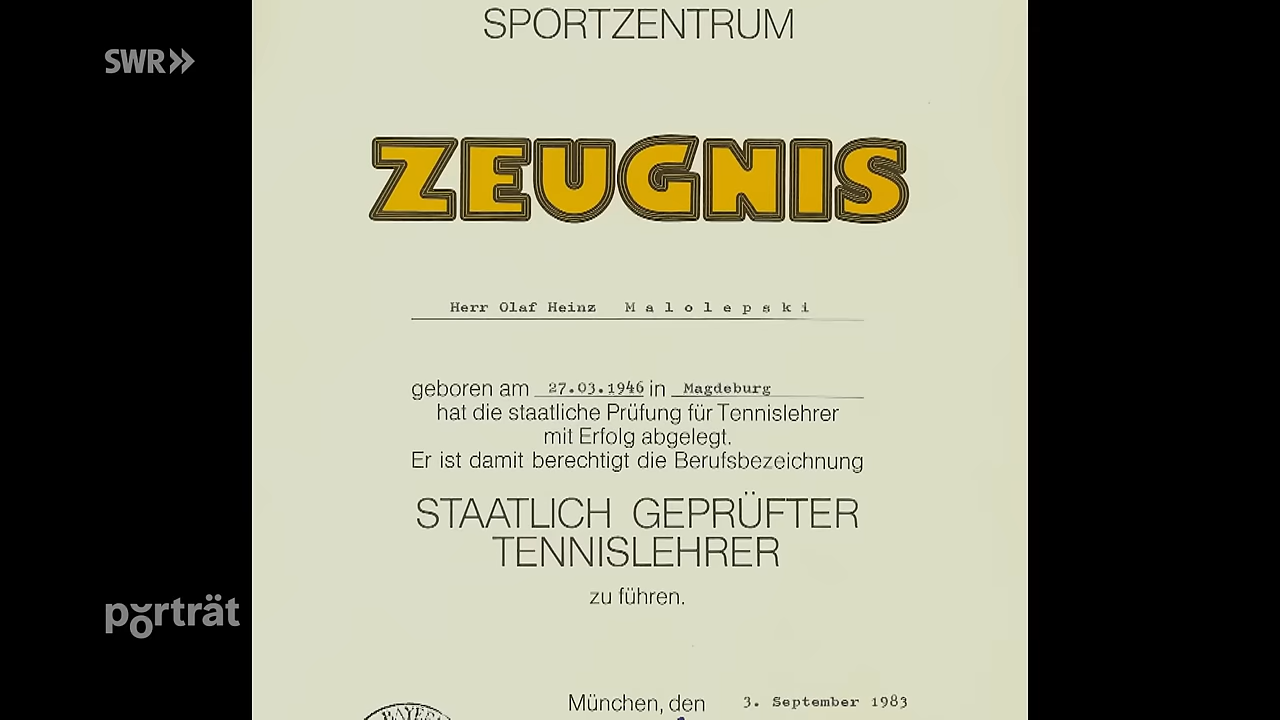 SPORTZENTRUM
SWR
ZEUGNIS
Herr Olaf Heinz Malolepski
geboren am 27.03.1946 in Magdeburg
hat die staatliche Prüfung für Tennislehrer
mit Erfolg abgelegt.
Er ist damit berechtigt die Berufsbezeichnung
STAATLICH GEPRÜFTER
TENNISLEHRER
zu führen.
porträt
München, den 3. September 1983